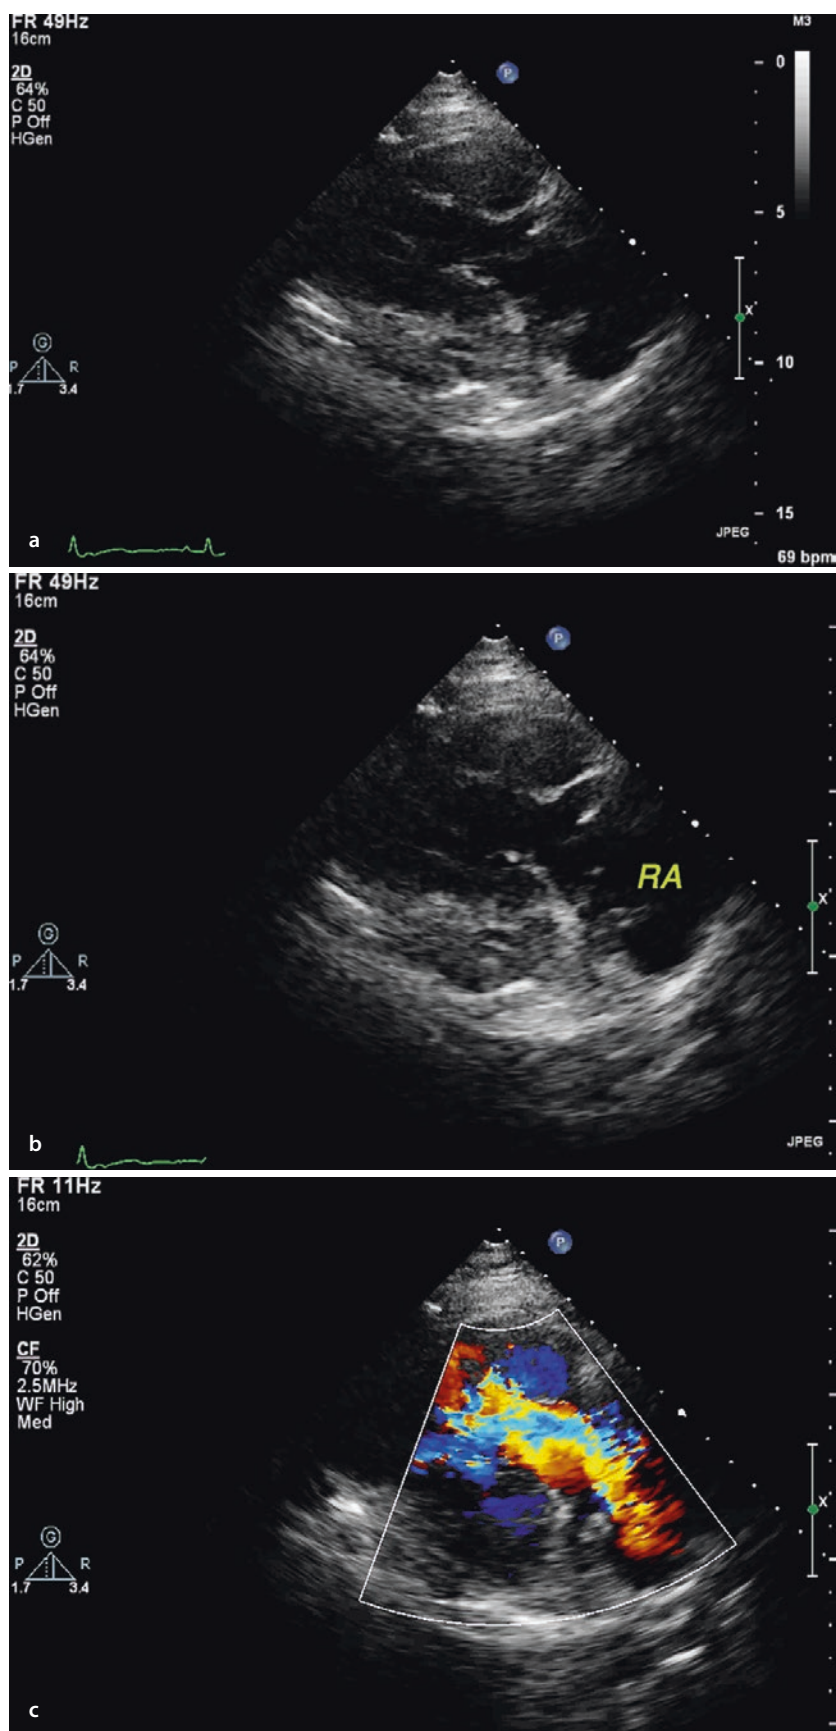 FR 49Hz
16cm
M3
2D
64%
C 50
P Off
HGen
P
0
5
X
10
15
G
P R
1.7 3.4
a
JPEG
69 bpm
FR 49Hz
16cm
2D
64%
C 50
P Off
HGen
P
RA
X
G
P R
1.7 3.4
b
JPEG
FR 11Hz
16cm
2D
62%
C 50
P Off
HGen
CF
70%
2.5MHz
WF High
Med
P
X
G
P R
1.7 3.4
c